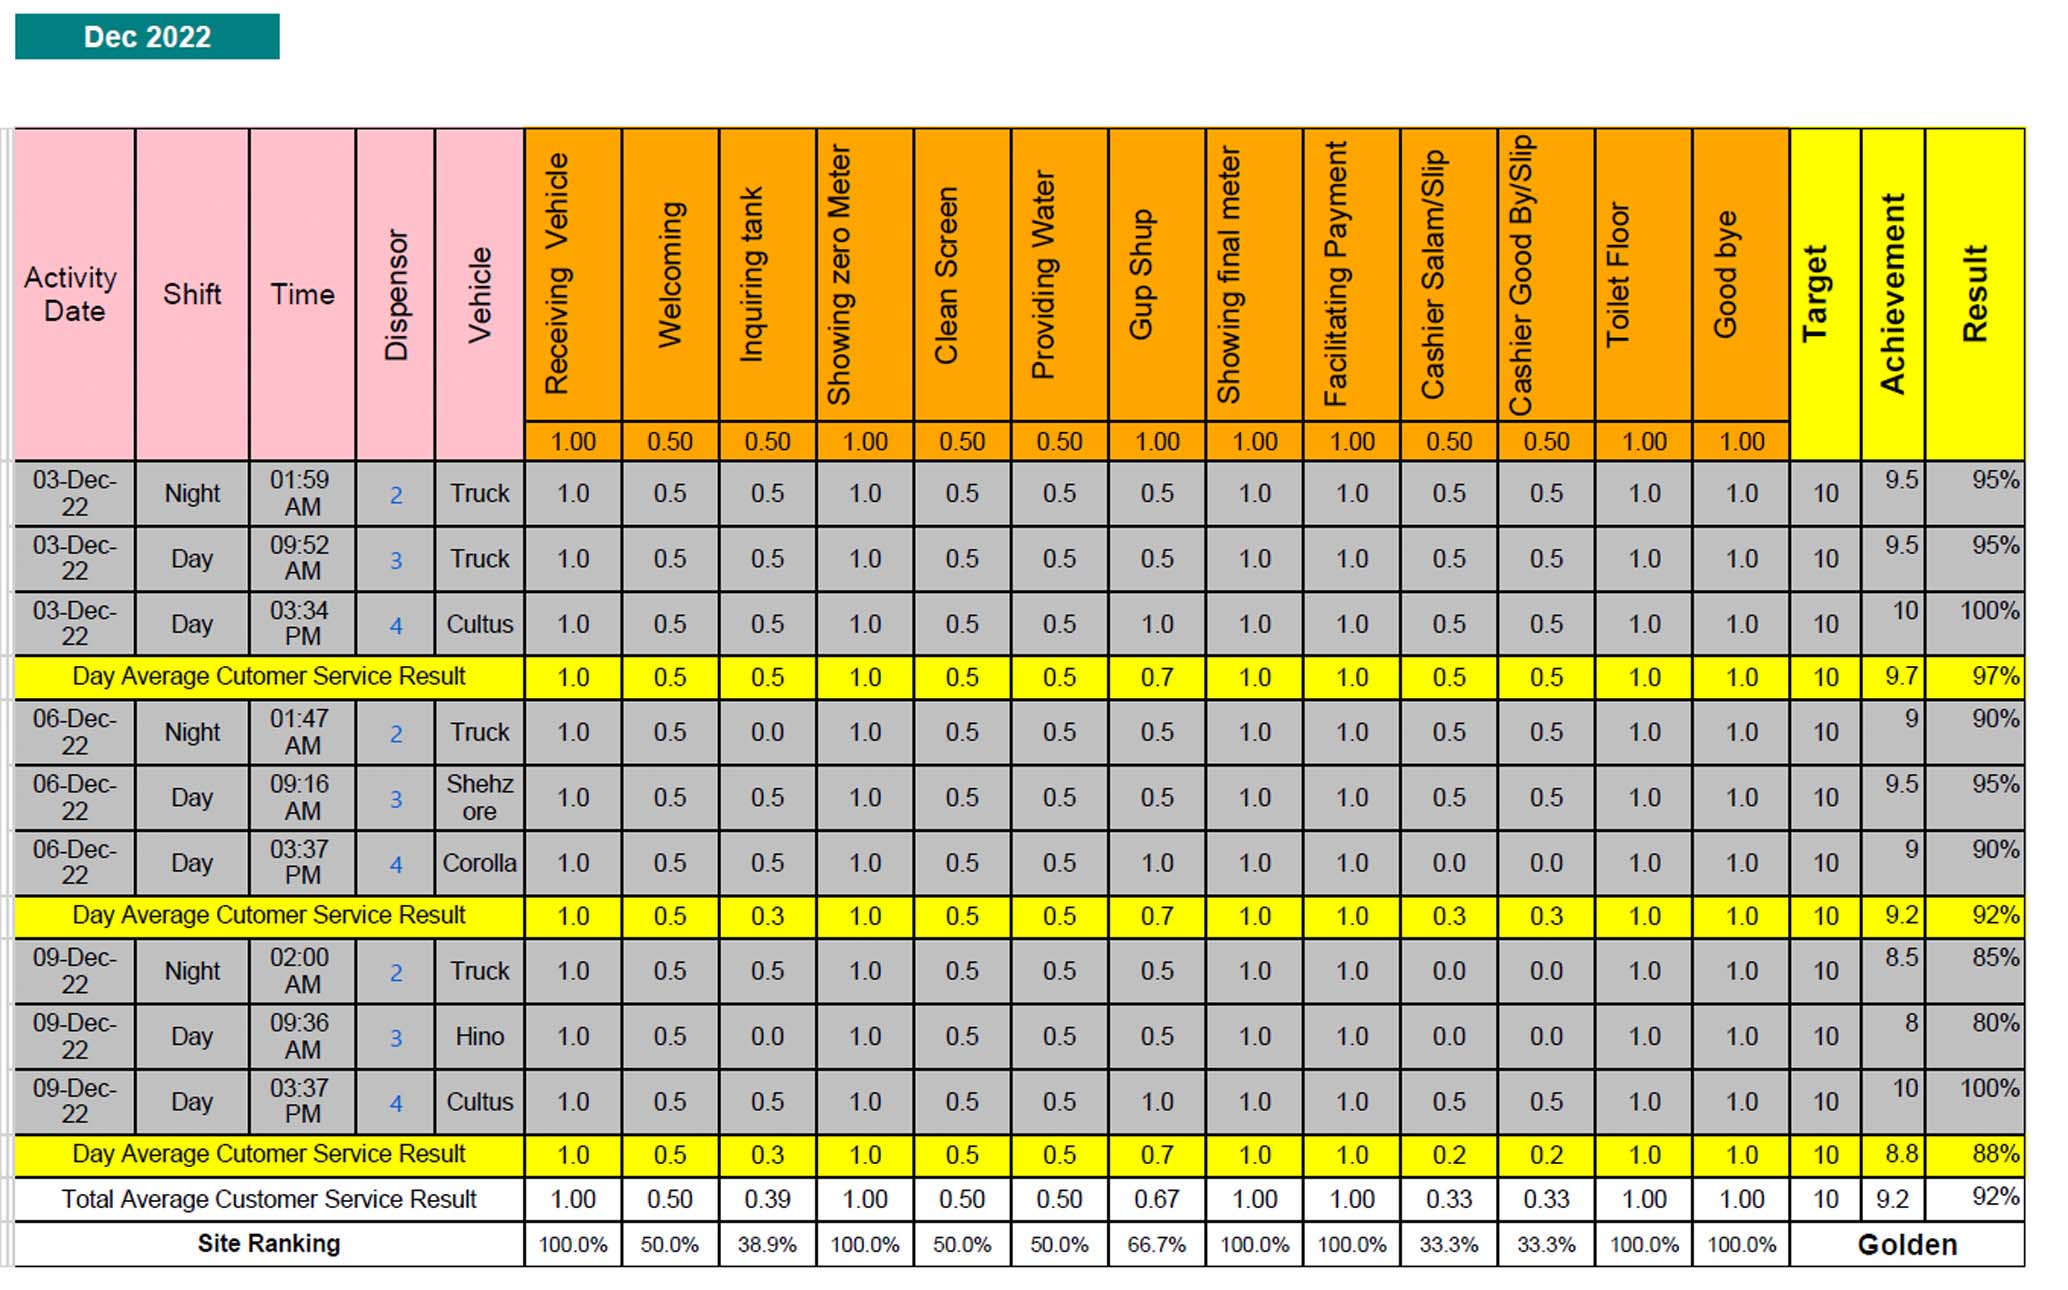 Dec 2022
Activity Date Shift Time Dispensor Vehicle Receiving Vehicle Welcoming Inquiring tank Showing zero Meter Clean Screen Providing Water Gup Shup Showing final meter Facilitating Payment Cashier Salam/Slip Cashier Good By/Slip Toilet Floor Good bye Target Achievement Result
1.00 0.50 0.50 1.00 0.50 0.50 1.00 1.00 1.00 0.50 0.50 1.00 1.00
03-Dec-22 Night 01:59 AM 2 Truck 1.0 0.5 0.5 1.0 0.5 0.5 0.5 1.0 1.0 0.5 0.5 1.0 1.0 10 9.5 95%
03-Dec-22 Day 09:52 AM 3 Truck 1.0 0.5 0.5 1.0 0.5 0.5 0.5 1.0 1.0 0.5 0.5 1.0 1.0 10 9.5 95%
03-Dec-22 Day 03:34 PM 4 Cultus 1.0 0.5 0.5 1.0 0.5 0.5 1.0 1.0 1.0 0.5 0.5 1.0 1.0 10 10 100%
Day Average Cutomer Service Result 1.0 0.5 0.5 1.0 0.5 0.5 0.7 1.0 1.0 0.5 0.5 1.0 1.0 10 9.7 97%
06-Dec-22 Night 01:47 AM 2 Truck 1.0 0.5 0.0 1.0 0.5 0.5 0.5 1.0 1.0 0.5 0.5 1.0 1.0 10 9 90%
06-Dec-22 Day 09:16 AM 3 Shehzore 1.0 0.5 0.5 1.0 0.5 0.5 0.5 1.0 1.0 0.5 0.5 1.0 1.0 10 9.5 95%
06-Dec-22 Day 03:37 PM 4 Corolla 1.0 0.5 0.5 1.0 0.5 0.5 1.0 1.0 1.0 0.0 0.0 1.0 1.0 10 9 90%
Day Average Cutomer Service Result 1.0 0.5 0.3 1.0 0.5 0.5 0.7 1.0 1.0 0.3 0.3 1.0 1.0 10 9.2 92%
09-Dec-22 Night 02:00 AM 2 Truck 1.0 0.5 0.5 1.0 0.5 0.5 0.5 1.0 1.0 0.0 0.0 1.0 1.0 10 8.5 85%
09-Dec-22 Day 09:36 AM 3 Hino 1.0 0.5 0.0 1.0 0.5 0.5 0.5 1.0 1.0 0.0 0.0 1.0 1.0 10 8 80%
09-Dec-22 Day 03:37 PM 4 Cultus 1.0 0.5 0.5 1.0 0.5 0.5 1.0 1.0 1.0 0.5 0.5 1.0 1.0 10 10 100%
Day Average Cutomer Service Result 1.0 0.5 0.3 1.0 0.5 0.5 0.7 1.0 1.0 0.2 0.2 1.0 1.0 10 8.8 88%
Total Average Customer Service Result 1.00 0.50 0.39 1.00 0.50 0.50 0.67 1.00 1.00 0.33 0.33 1.00 1.00 10 9.2 92%
Site Ranking 100.0% 50.0% 38.9% 100.0% 50.0% 50.0% 66.7% 100.0% 100.0% 33.3% 33.3% 100.0% 100.0% Golden